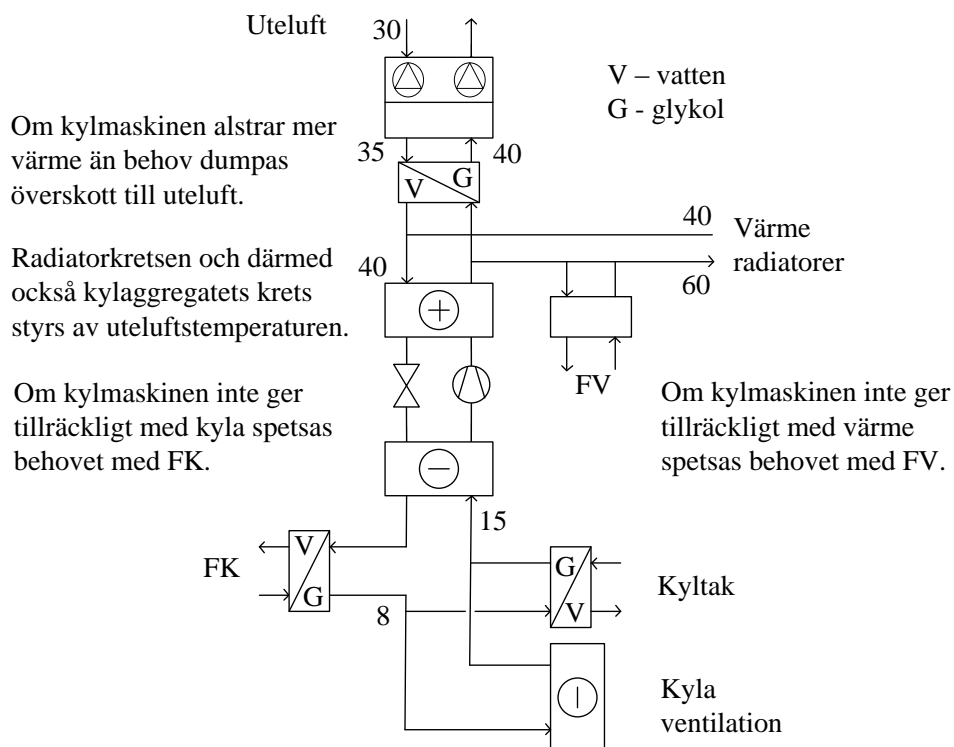 Uteluft
30
V – vatten
G - glykol
Om kylmaskinen alstrar mer
värme än behov dumpas
överskott till uteluft.
35
40
V
G
40
Värme
radiatorer
60
Radiatorkretsen och därmed
också kylaggregatets krets
styrs av uteluftstemperaturen.
40
FV
Om kylmaskinen inte ger
tillräckligt med kyla spetsas
behovet med FK.
Om kylmaskinen inte ger
tillräckligt med värme
spetsas behovet med FV.
15
FK
V
G
8
G
V
Kyltak
Kyla
ventilation